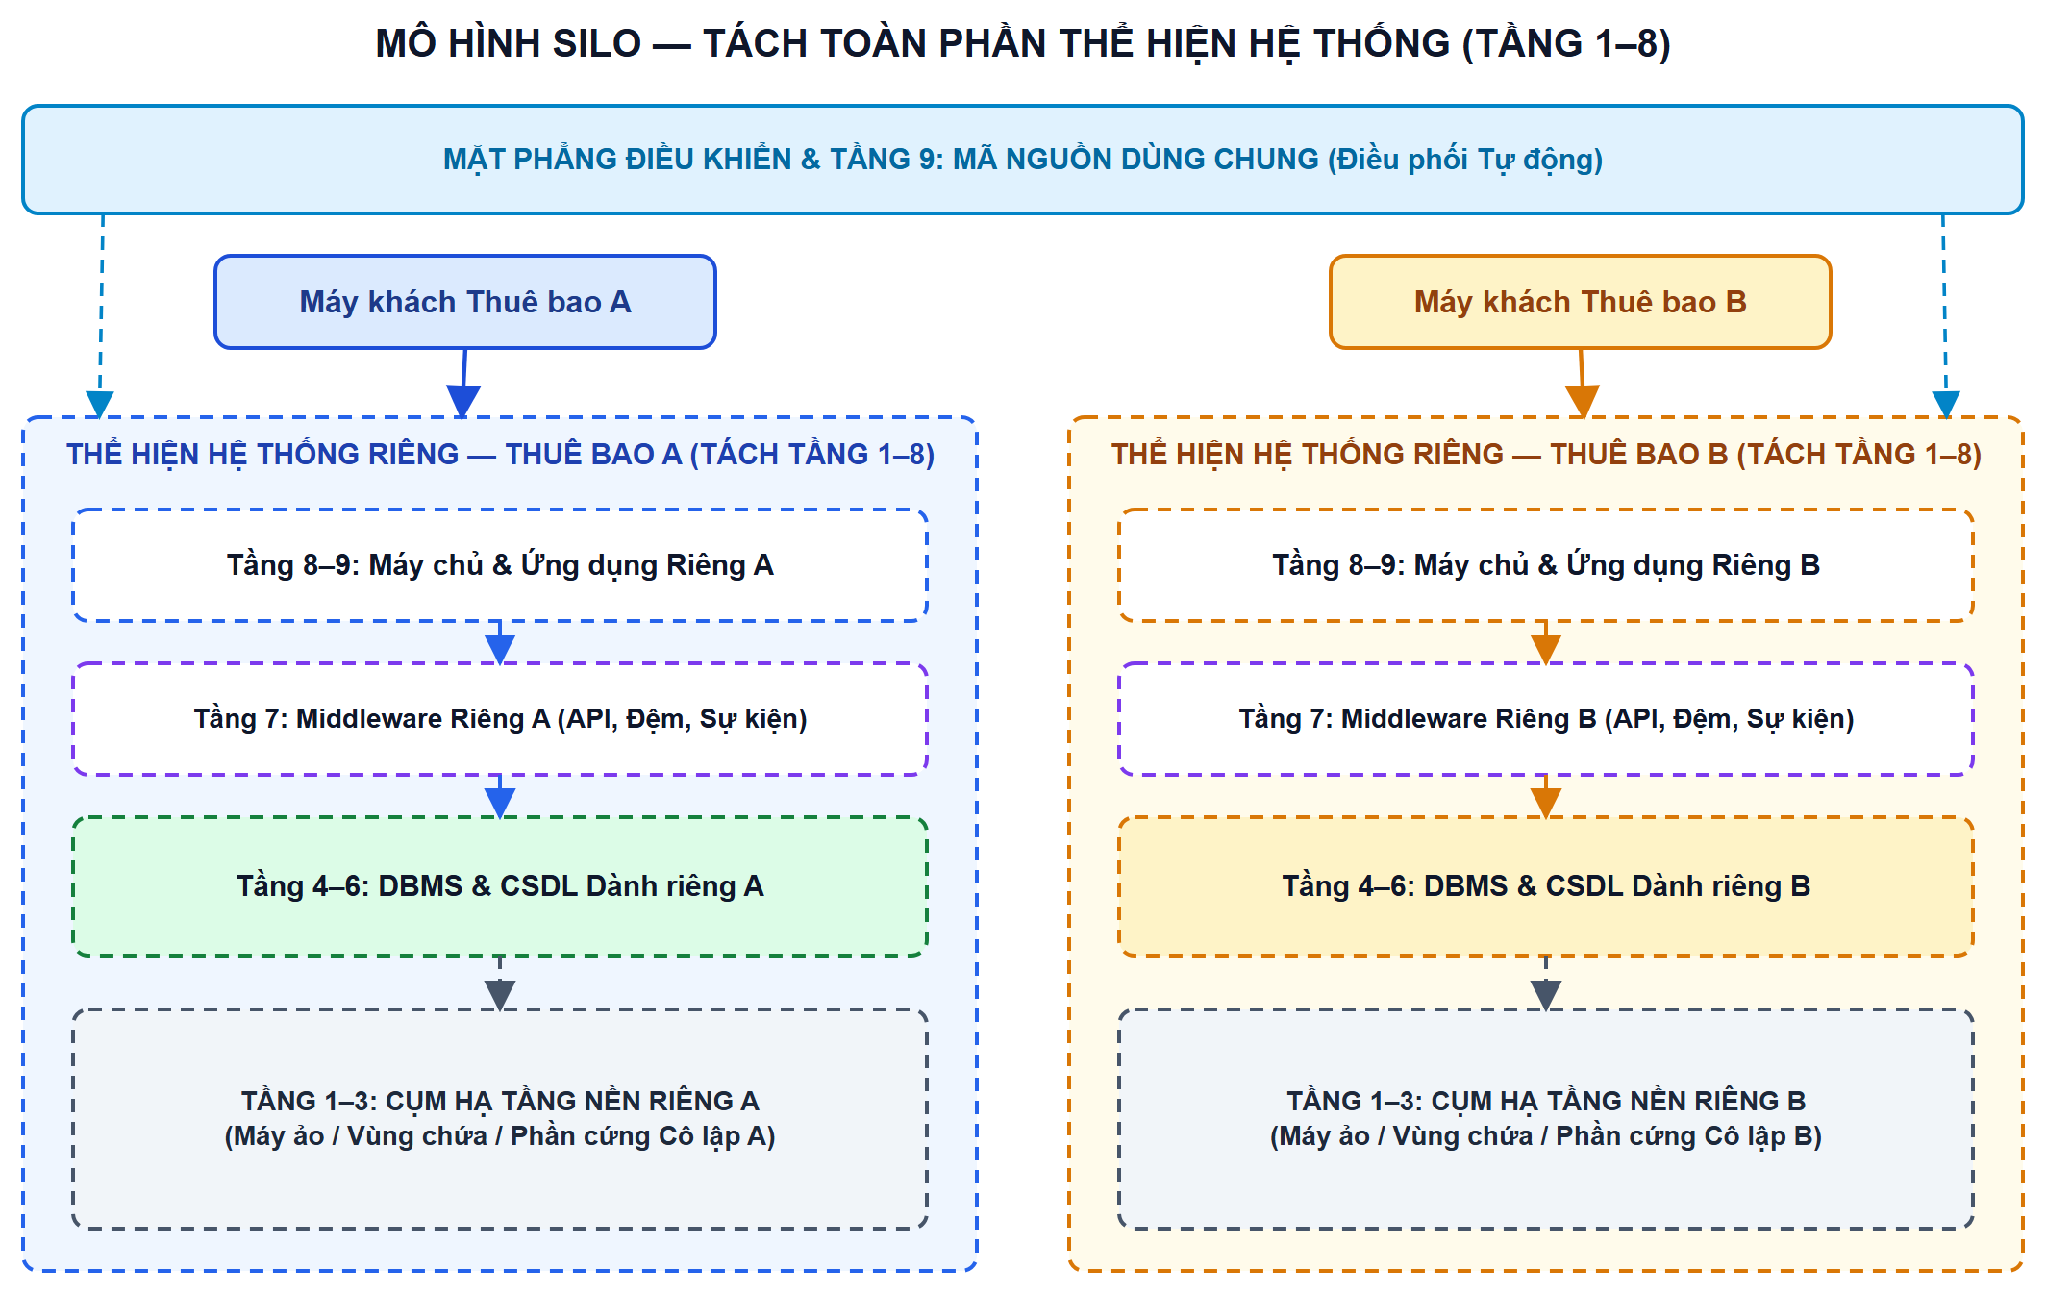 MÔ HÌNH SILO — TÁCH TOÀN PHẦN THỂ HIỆN HỆ THỐNG (TẦNG 1–8)
MẶT PHẲNG ĐIỀU KHIỂN & TẦNG 9: MÃ NGUỒN DÙNG CHUNG (Điều phối Tự động)
Máy khách Thuê bao A
Máy khách Thuê bao B
THỂ HIỆN HỆ THỐNG RIÊNG — THUÊ BAO A (TÁCH TẦNG 1–8)
Tầng 8–9: Máy chủ & Ứng dụng Riêng A
Tầng 7: Middleware Riêng A (API, Đệm, Sự kiện)
Tầng 4–6: DBMS & CSDL Dành riêng A
TẦNG 1–3: CỤM HẠ TẦNG NỀN RIÊNG A
(Máy ảo / Vùng chứa / Phần cứng Cô lập A)
THỂ HIỆN HỆ THỐNG RIÊNG — THUÊ BAO B (TÁCH TẦNG 1–8)
Tầng 8–9: Máy chủ & Ứng dụng Riêng B
Tầng 7: Middleware Riêng B (API, Đệm, Sự kiện)
Tầng 4–6: DBMS & CSDL Dành riêng B
TẦNG 1–3: CỤM HẠ TẦNG NỀN RIÊNG B
(Máy ảo / Vùng chứa / Phần cứng Cô lập B)